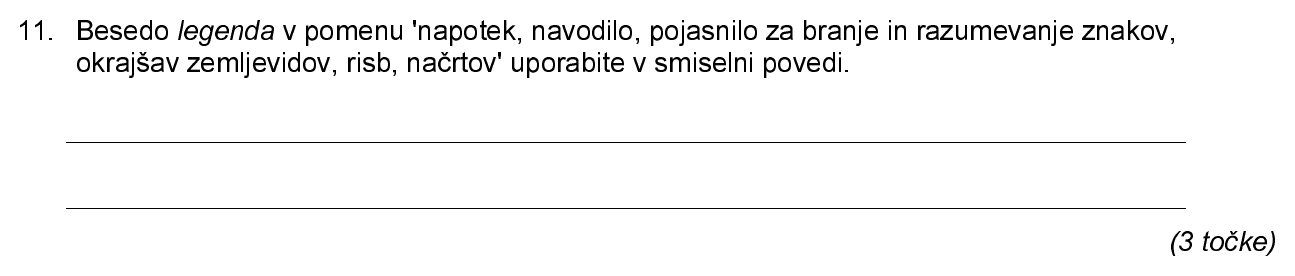 11. Besedo legenda v pomenu 'napotek, navodilo, pojasnilo za branje in razumevanje znakov,
okrajšav zemljevidov, risb, načrtov' uporabite v smiselni povedi.
(3 točke)